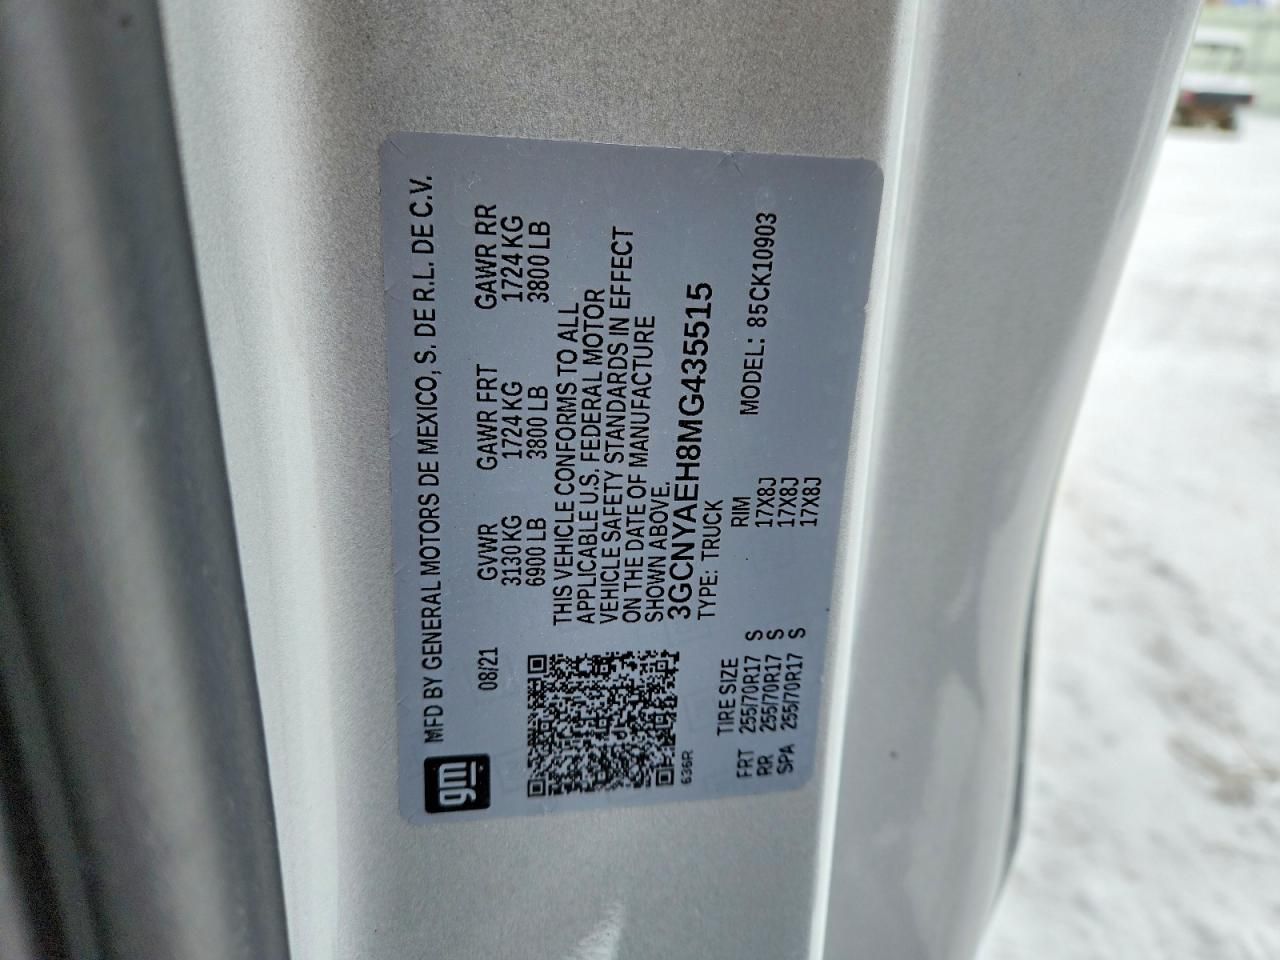 gm
MFD BY GENERAL MOTORS DE MEXICO, S. DE R.L. DE C.V.
08/21 GVWR GAWR FRT GAWR RR
3130 KG 1724 KG 1724 KG
6900 LB 3800 LB 3800 LB
THIS VEHICLE CONFORMS TO ALL
APPLICABLE U.S. FEDERAL MOTOR
VEHICLE SAFETY STANDARDS IN EFFECT
ON THE DATE OF MANUFACTURE
SHOWN ABOVE.
3GCNYAEH8MG435515
636R
TYPE: TRUCK
TIRE SIZE RIM MODEL: 85CK10903
FRT 255/70R17 S 17X8J
RR 255/70R17 S 17X8J
SPA 255/70R17 S 17X8J